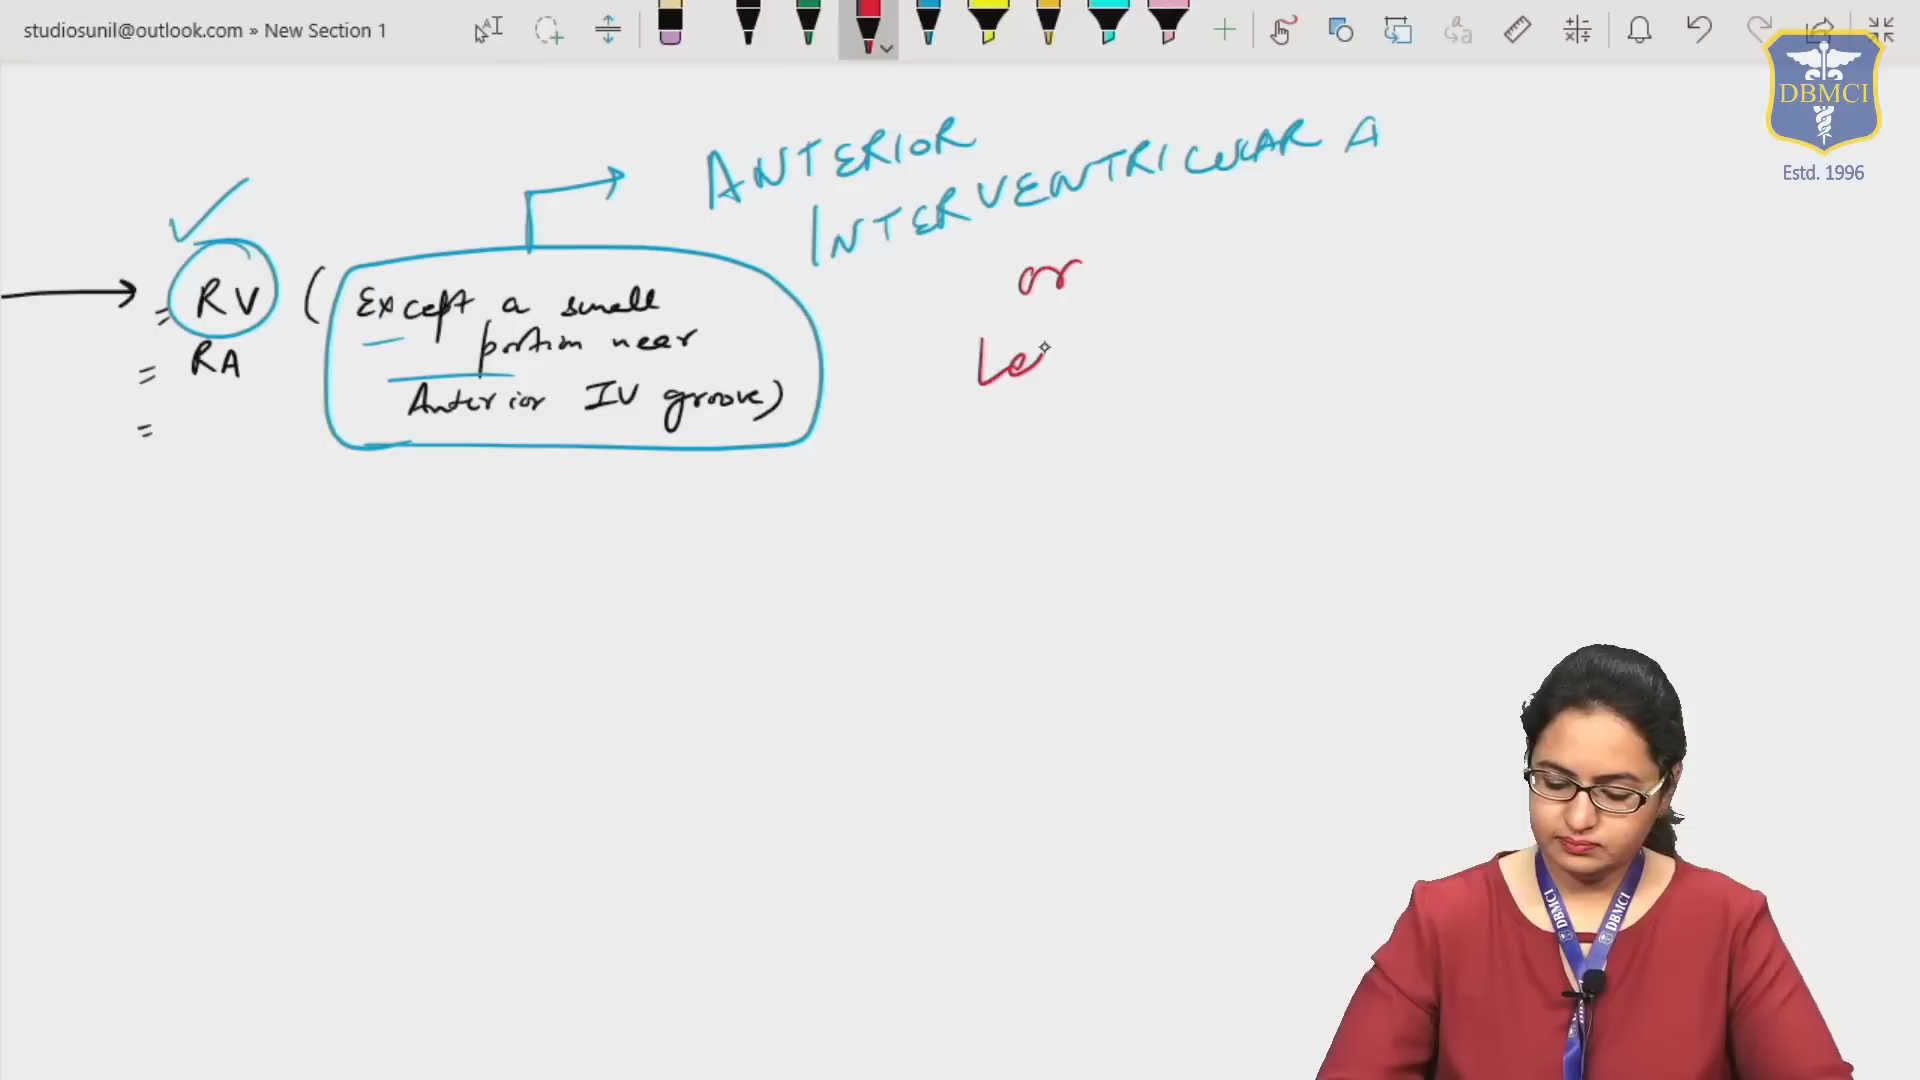 studiosunil@outlook.com » New Section 1
DBMCI
Estd. 1996
ANTERIOR
INTERVENTRICULAR A
or
Le
= RV ( Except a small
portion near
= RA
Anterior IV groove)
=
DBMCI
DBMCI